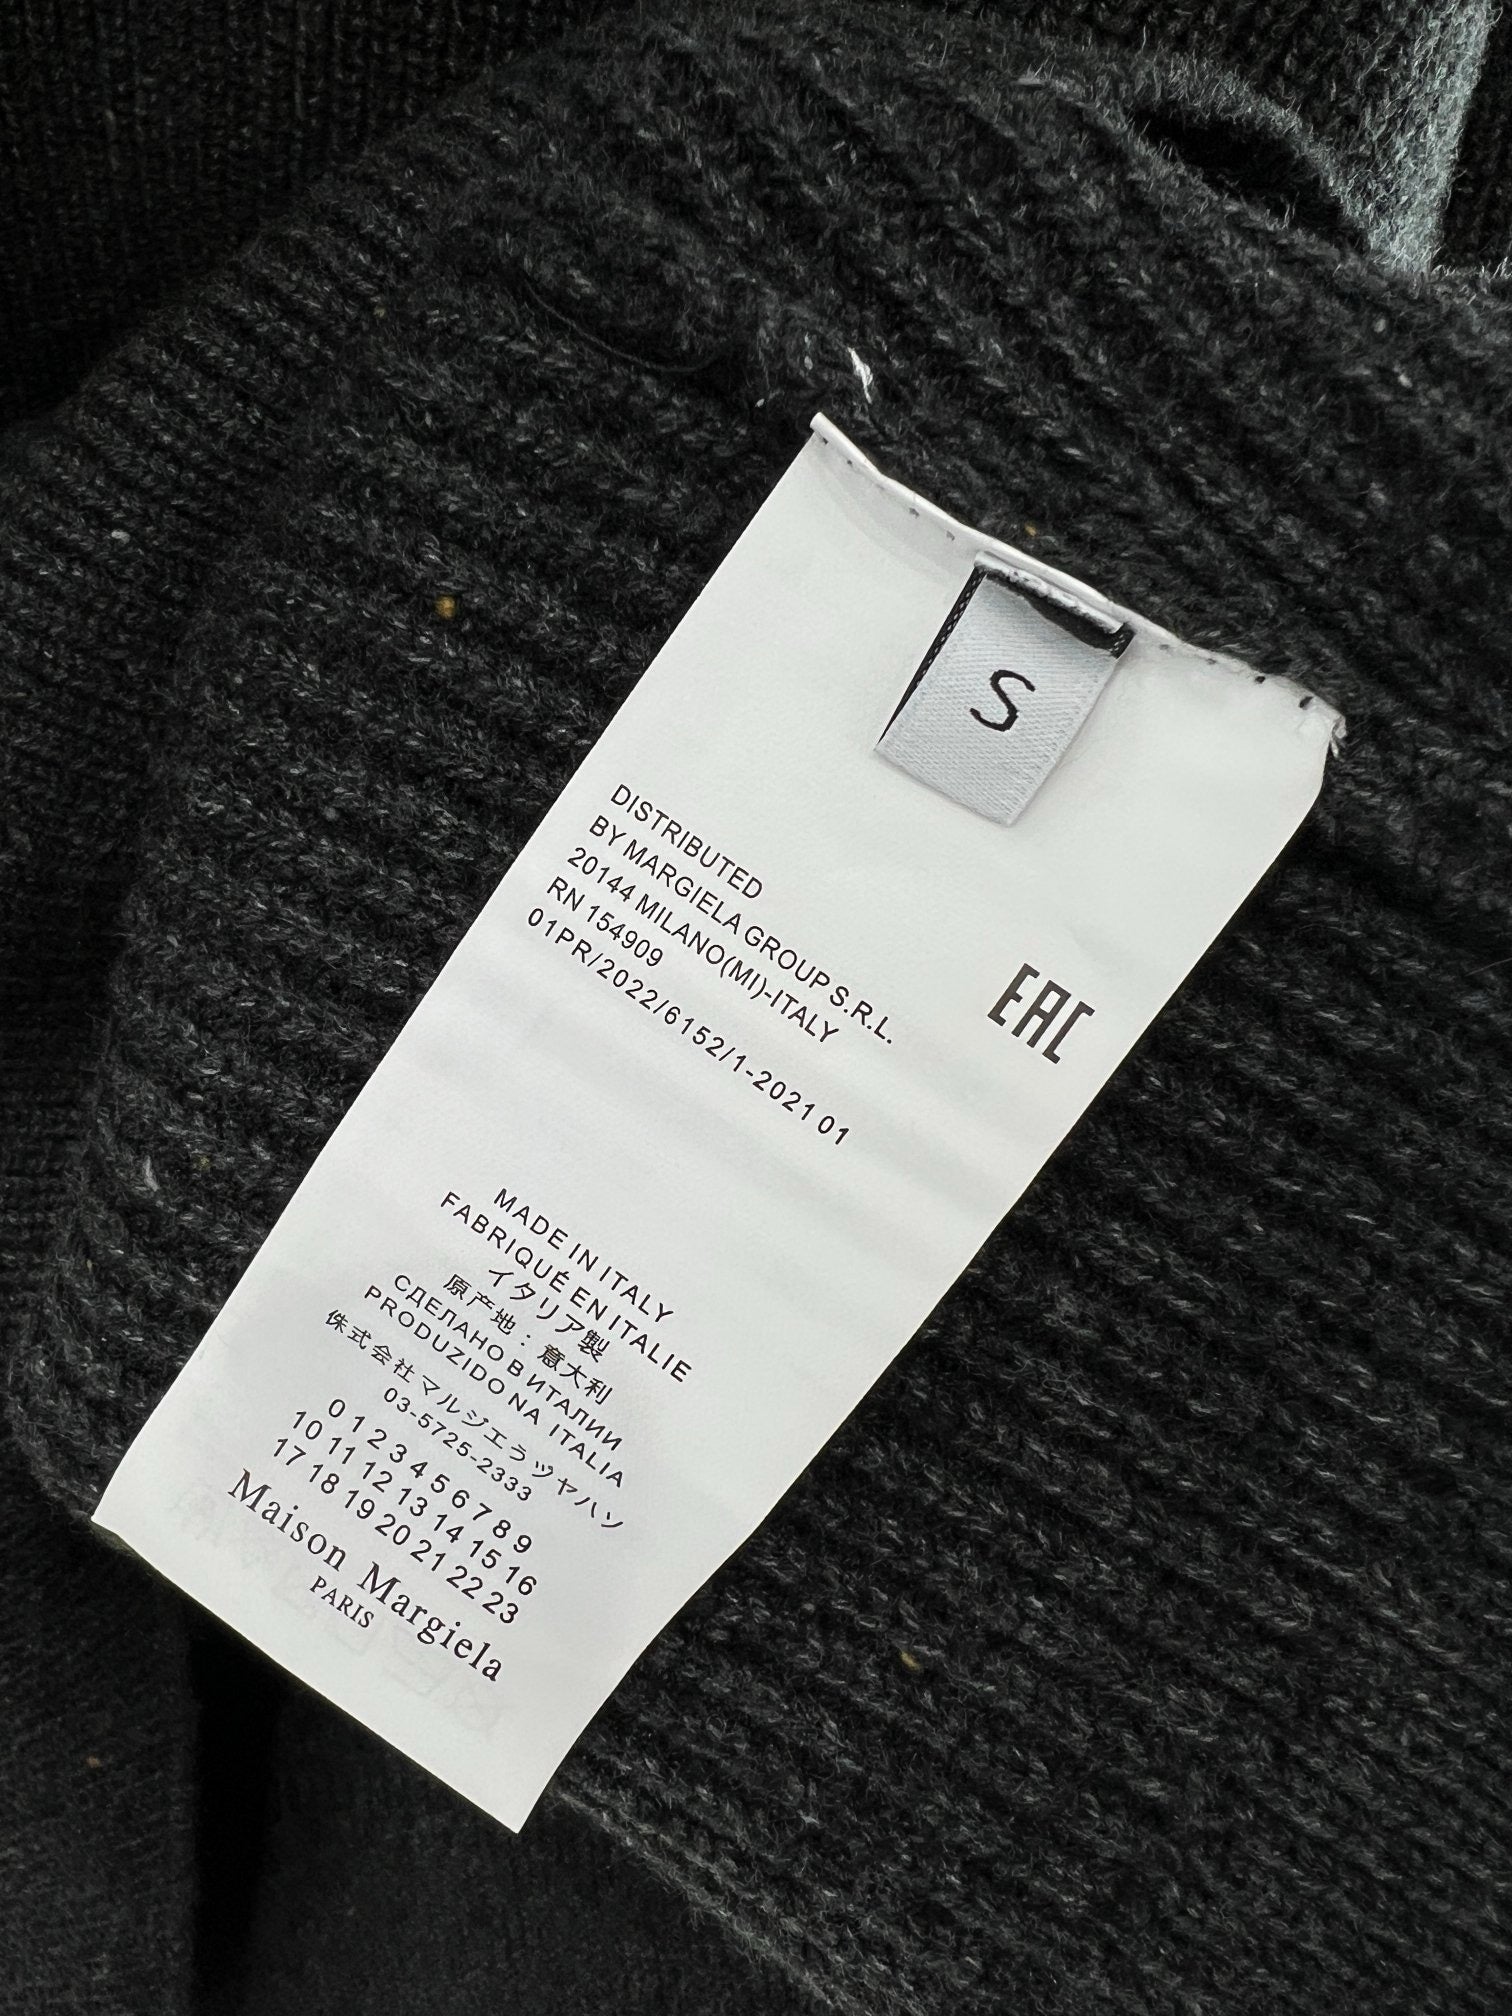 S
DISTRIBUTED
BY MARGIELA GROUP S.R.L.
20144 MILANO(MI)-ITALY
RN 154909
01PR/2022/6152/1-2021 01
EAC
MADE IN ITALY
FABRIQUÉ EN ITALIE
イタリア製
原产地：意大利
СДЕЛАНО В ИТАЛИИ
PRODUZIDO NA ITALIA
侏式会社マルジエラツャハソ
03-5725-2333
0 1 2 3 4 5 6 7 8 9
10 11 12 13 14 15 16
17 18 19 20 21 22 23
Maison Margiela
PARIS